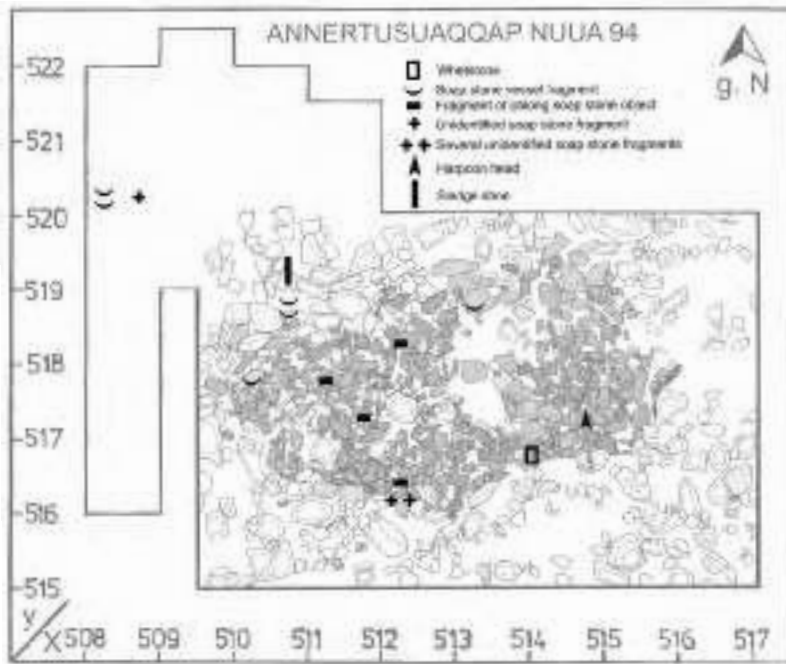 ANNERTUSUAQQAP NUUA 94
g. N
Whetstone
Soap stone vessel fragment
Fragment of oblong soap stone object
Unidentified soap stone fragment
Several unidentified soap stone fragments
Harpoon head
Sledge stone
522
521
520
519
518
517
516
515
y
X
508 509 510 511 512 513 514 515 516 517